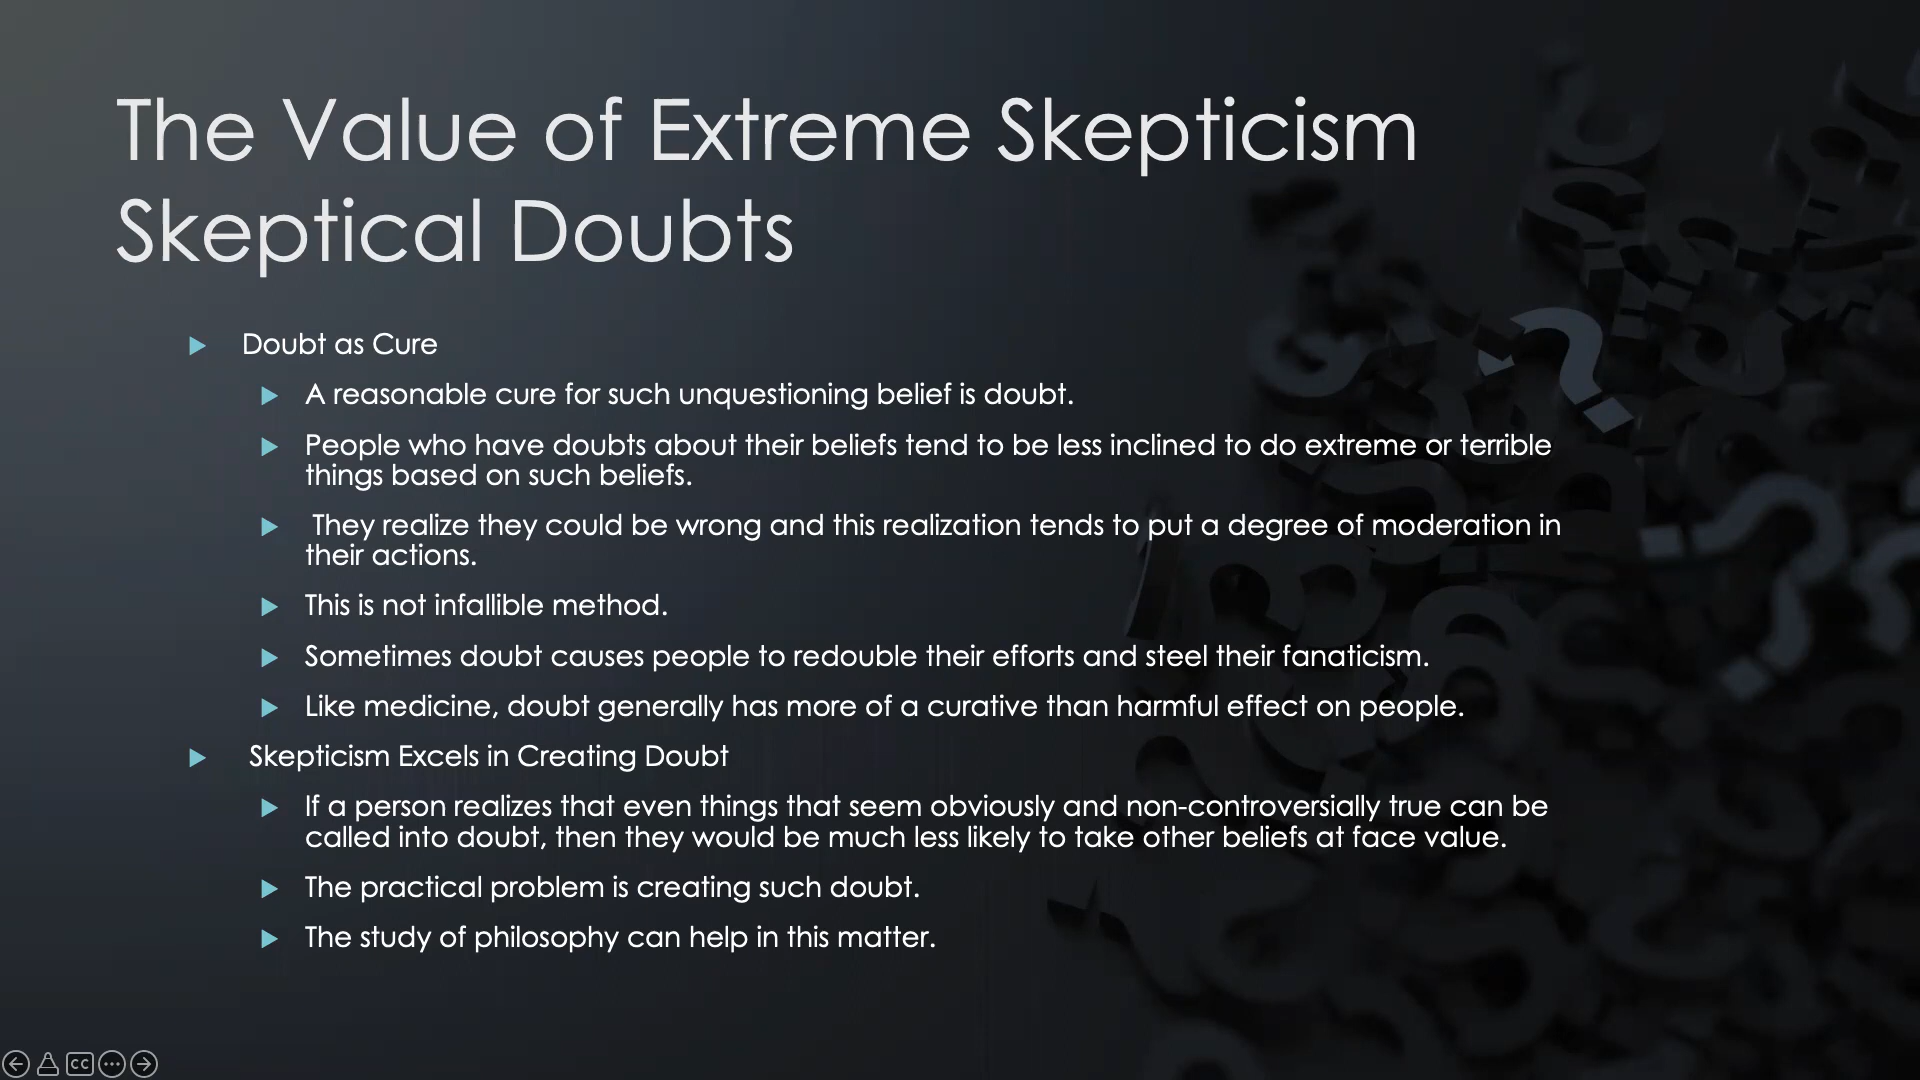 The Value of Extreme Skepticism
Skeptical Doubts
Doubt as Cure
A reasonable cure for such unquestioning belief is doubt.
People who have doubts about their beliefs tend to be less inclined to do extreme or terrible
things based on such beliefs.
They realize they could be wrong and this realization tends to put a degree of moderation in
their actions.
This is not infallible method.
Sometimes doubt causes people to redouble their efforts and steel their fanaticism.
Like medicine, doubt generally has more of a curative than harmful effect on people.
Skepticism Excels in Creating Doubt
If a person realizes that even things that seem obviously and non-controversially true can be
called into doubt, then they would be much less likely to take other beliefs at face value.
The practical problem is creating such doubt.
The study of philosophy can help in this matter.
CC